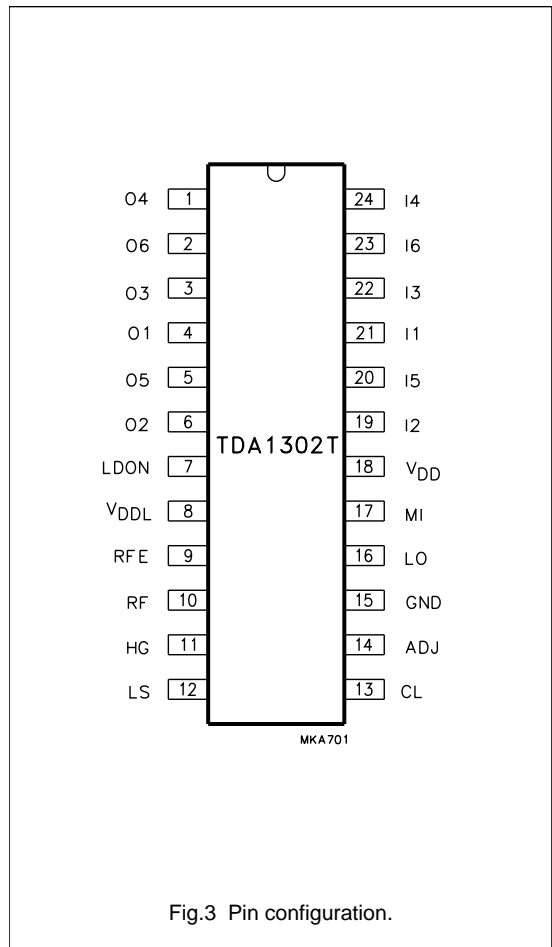 O4 1 24 I4
O6 2 23 I6
O3 3 22 I3
O1 4 21 I1
O5 5 20 I5
O2 6 19 I2
TDA1302T
LDON 7 18 VDD
VDDL 8 17 MI
RFE 9 16 LO
RF 10 15 GND
HG 11 14 ADJ
LS 12 13 CL
MKA701
Fig.3 Pin configuration.